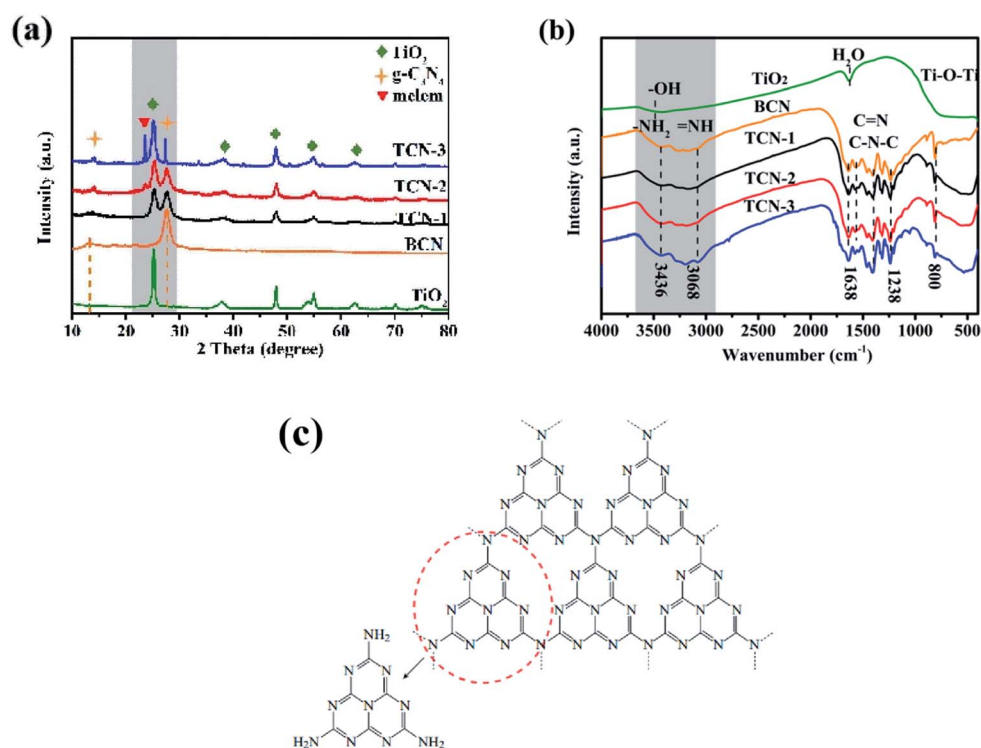 (a)
TiO2
g-C3N4
melem
TCN-3
TCN-2
TCN-1
BCN
TiO2
Intensity (a.u.)
10 20 30 40 50 60 70 80
2 Theta (degree)
(b)
H2O
TiO2
Ti-O-Ti
-OH
BCN
-NH2 =NH
C=N
TCN-1
C-N-C
TCN-2
TCN-3
3436
3068
1638
1238
800
Intensity (a.u.)
4000 3500 3000 2500 2000 1500 1000 500
Wavenumber (cm-1)
(c)
N N
N N N N
N N
N N N N
N N N N
N N N N
N N N
N N N N N N
N N N
N N N N N N
N N N N N N
N N N N
NH2
N N
N
N N
N N
H2N NH2